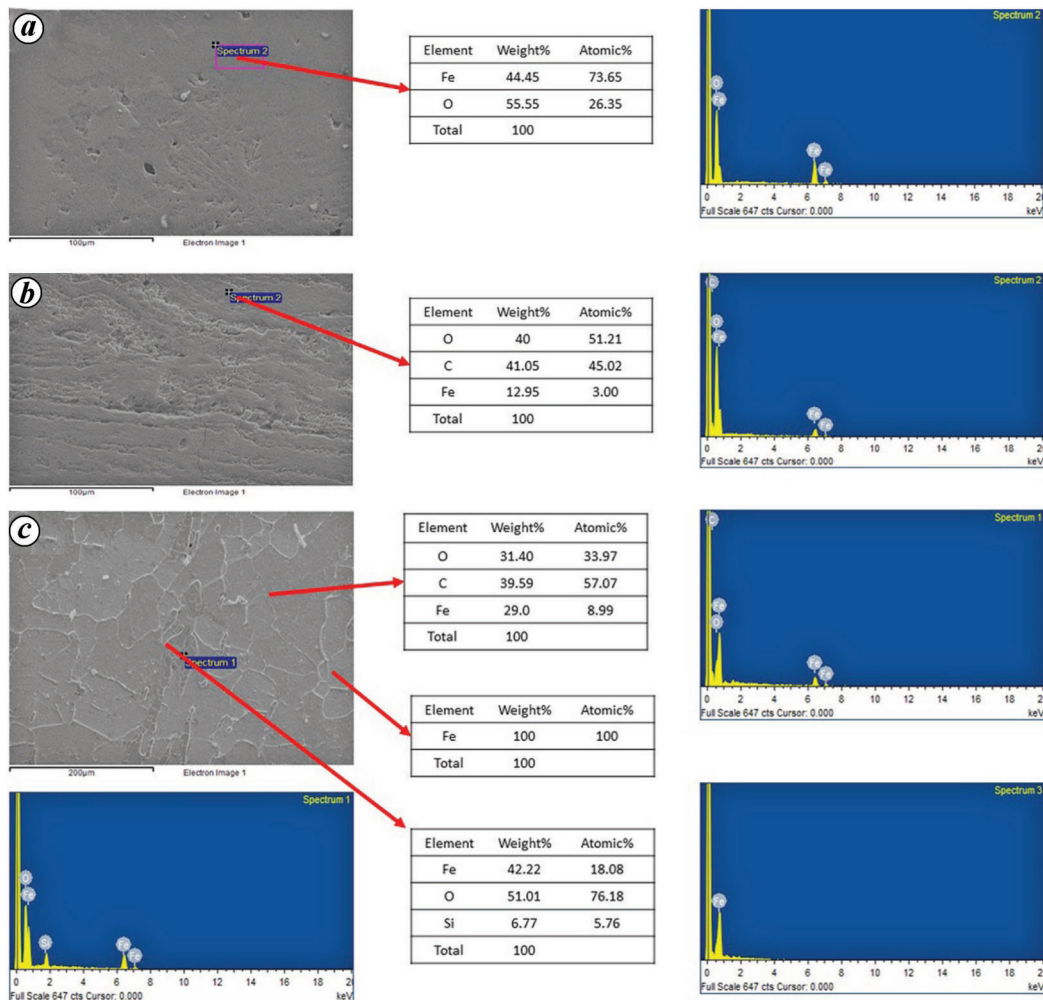 a
Spectrum 2
100µm Electron Image 1
Element Weight% Atomic%
Fe 44.45 73.65
O 55.55 26.35
Total 100
Spectrum 2
O
Fe
Fe
Fe
0 2 4 6 8 10 12 14 16 18 20
Full Scale 647 cts Cursor: 0.000 keV
b
Spectrum 2
100µm Electron Image 1
Element Weight% Atomic%
O 40 51.21
C 41.05 45.02
Fe 12.95 3.00
Total 100
Spectrum 2
C
O
Fe
Fe
Fe
0 2 4 6 8 10 12 14 16 18 20
Full Scale 647 cts Cursor: 0.000 keV
c
Spectrum 1
200µm Electron Image 1
Element Weight% Atomic%
O 31.40 33.97
C 39.59 57.07
Fe 29.0 8.99
Total 100
Spectrum 1
C
Fe
O
Fe
Fe
0 2 4 6 8 10 12 14 16 18 20
Full Scale 647 cts Cursor: 0.000 keV
Element Weight% Atomic%
Fe 100 100
Total 100
Spectrum 1
O
Fe
Si
Fe
Fe
0 2 4 6 8 10 12 14 16 18 20
Full Scale 647 cts Cursor: 0.000 keV
Element Weight% Atomic%
Fe 42.22 18.08
O 51.01 76.18
Si 6.77 5.76
Total 100
Spectrum 3
Fe
0 2 4 6 8 10 12 14 16 18 20
Full Scale 647 cts Cursor: 0.000 keV